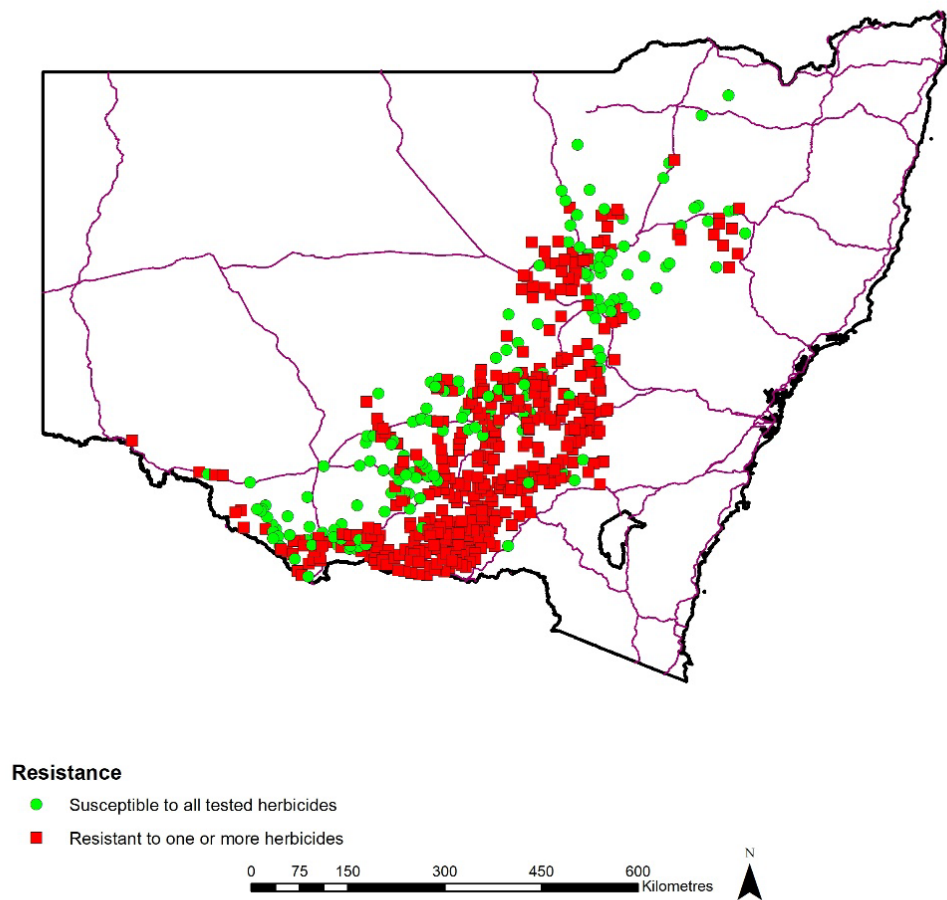 Resistance
Susceptible to all tested herbicides
Resistant to one or more herbicides
0 75 150 300 450 600
Kilometres
N